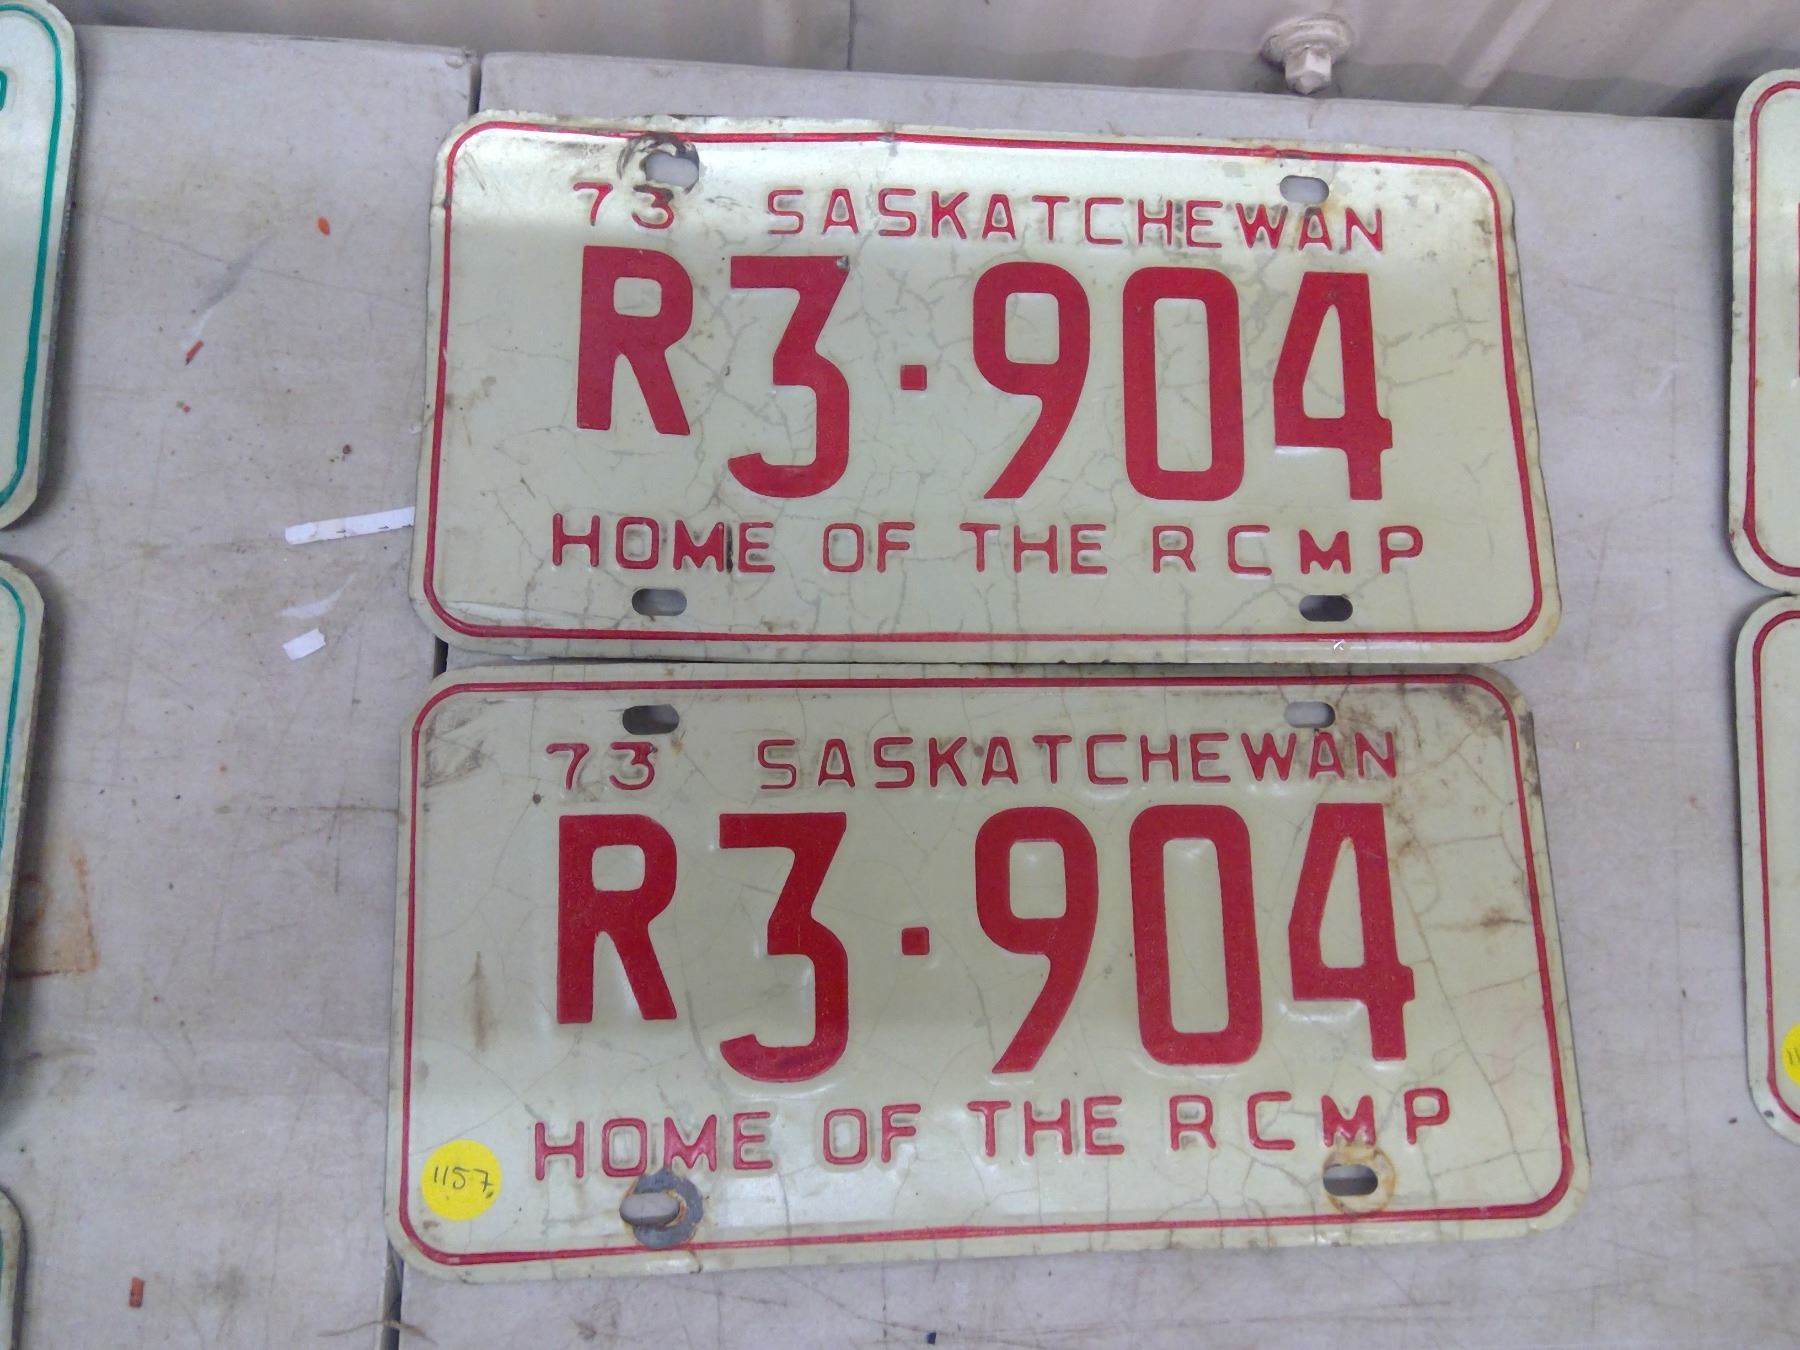 73 SASKATCHEWAN
R3·904
HOME OF THE RCMP
73 SASKATCHEWAN
R3·904
HOME OF THE RCMP
1157